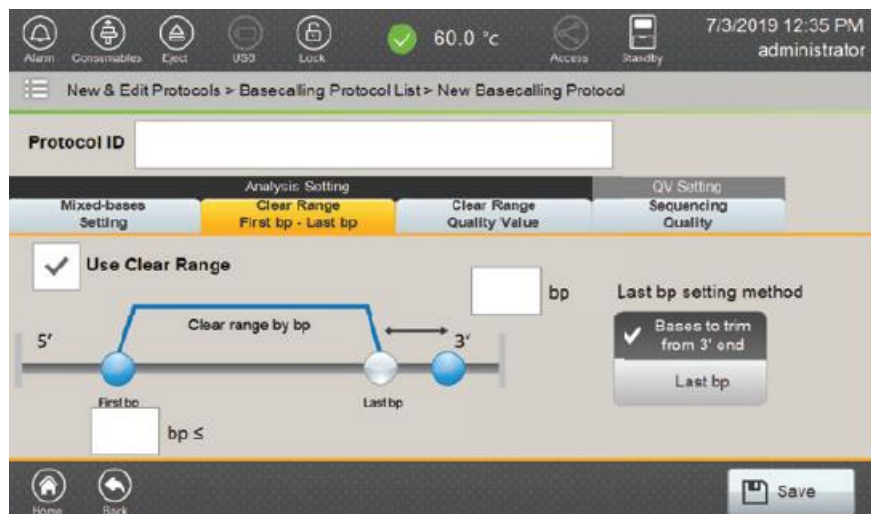 7/3/2019 12:35 PM
60.0 °c
administrator
Alarm Consumables Eject USB Lock Access Standby
New & Edit Protocols > Basecalling Protocol List > New Basecalling Protocol
Protocol ID
Analysis Setting QV Setting
Mixed-bases Setting
Clear Range First bp - Last bp
Clear Range Quality Value
Sequencing Quality
Use Clear Range
bp
Last bp setting method
Clear range by bp
5' 3'
Bases to trim
from 3' end
Last bp
First bp Last bp
bp ≤
Home Back
Save